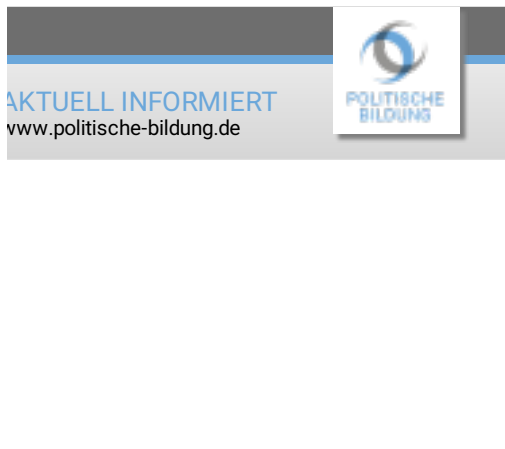 AKTUELL INFORMIERT
www.politische-bildung.de
POLITISCHE
BILDUNG